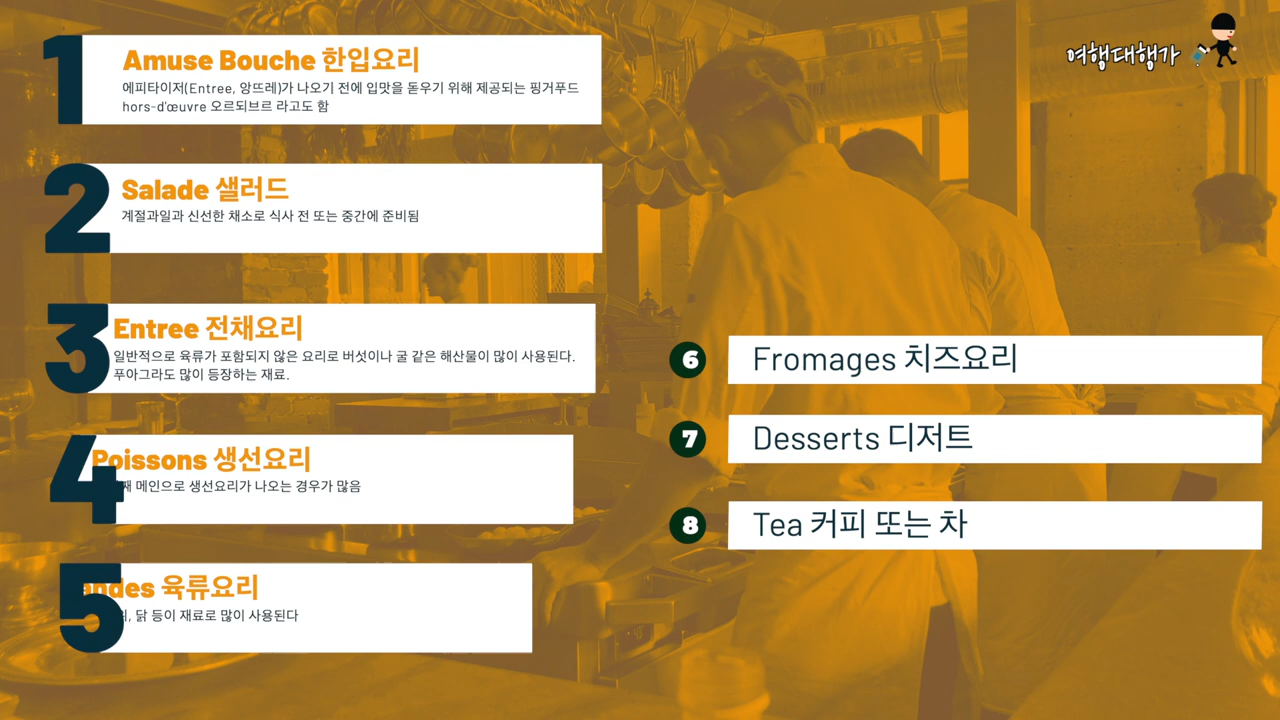 여행대행가
1
Amuse Bouche 한입요리
에피타이저(Entree, 앙뜨레)가 나오기 전에 입맛을 돋우기 위해 제공되는 핑거푸드
hors-d'œuvre 오르되브르 라고도 함
2
Salade 샐러드
계절과일과 신선한 채소로 식사 전 또는 중간에 준비됨
3
Entree 전채요리
일반적으로 육류가 포함되지 않은 요리로 버섯이나 굴 같은 해산물이 많이 사용된다.
푸아그라도 많이 등장하는 재료.
4
Poissons 생선요리
메인으로 생선요리가 나오는 경우가 많음
5
육류요리
닭 등이 재료로 많이 사용된다
6
Fromages 치즈요리
7
Desserts 디저트
8
Tea 커피 또는 차